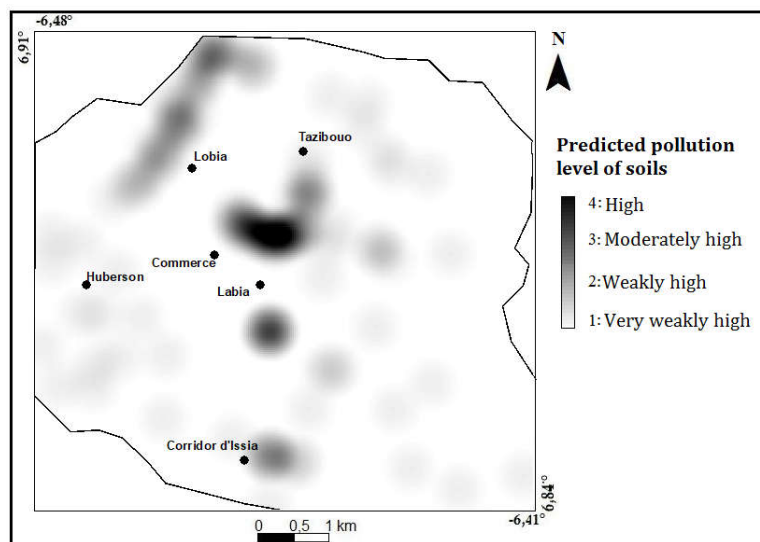 -6,48°
6,91°
N
Tazibouo
Lobia
Commerce
Huberson
Labia
Corridor d'Issia
Predicted pollution
level of soils
4: High
3: Moderately high
2: Weakly high
1: Very weakly high
6,84°
-6,41°
0 0,5 1 km